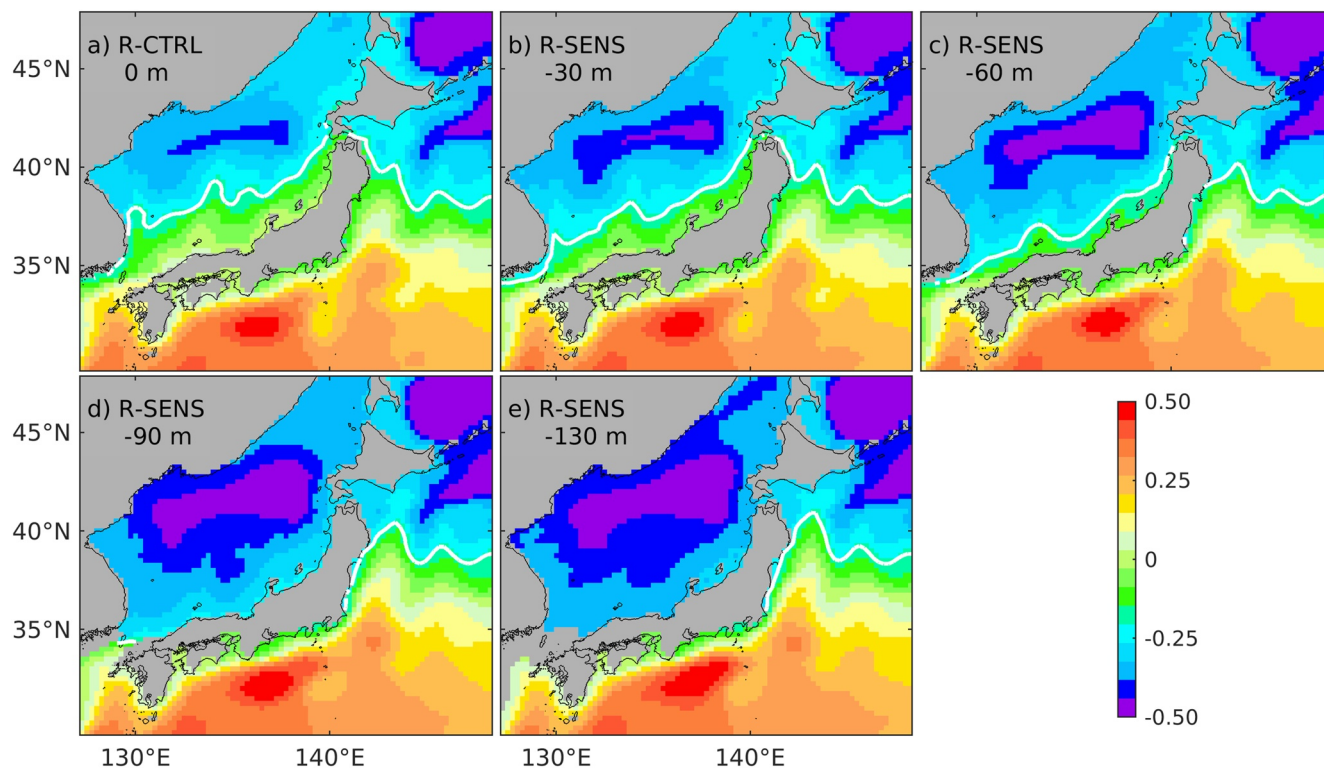 a) R-CTRL
0 m
b) R-SENS
-30 m
c) R-SENS
-60 m
45°N
40°N
35°N
d) R-SENS
-90 m
e) R-SENS
-130 m
45°N
40°N
35°N
130°E 140°E 130°E 140°E
0.50
0.25
0
-0.25
-0.50